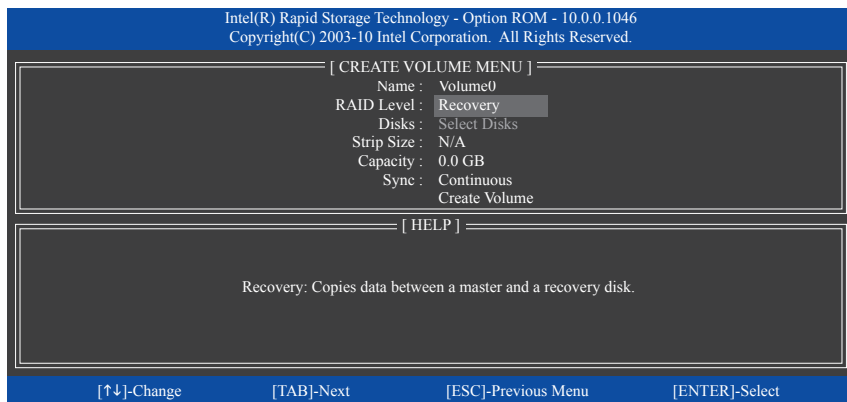 Intel(R) Rapid Storage Technology - Option ROM - 10.0.0.1046
Copyright(C) 2003-10 Intel Corporation. All Rights Reserved.
[ CREATE VOLUME MENU ]
Name : Volume0
RAID Level : Recovery
Disks : Select Disks
Strip Size : N/A
Capacity : 0.0 GB
Sync : Continuous
Create Volume
[ HELP ]
Recovery: Copies data between a master and a recovery disk.
[↑↓]-Change [TAB]-Next [ESC]-Previous Menu [ENTER]-Select